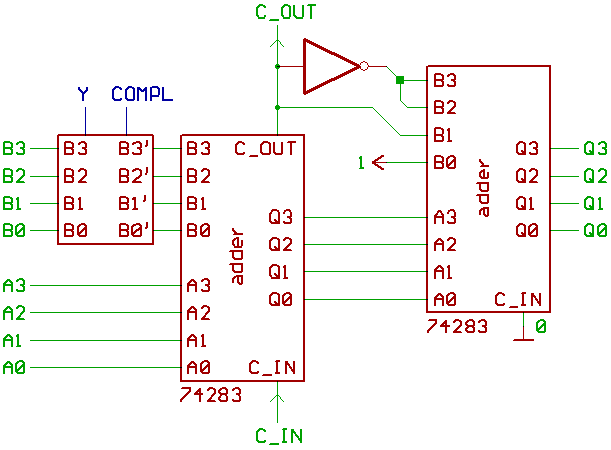 C_OUT
Y COMPL
B3 B3 B3' B3 C_OUT B3
B2 B2 B2' B2 B2
B1 B1 B1' B1 B1
B0 B0 B0' B0 1 B0 Q3 Q3
Q2 Q2
Q1 Q1
Q0 Q0
adder
Q3 A3
Q2 A2
Q1 A1
Q0 A0
adder
A3 A3
A2 A2
A1 A1
A0 A0 C_IN
C_IN
74283 0
74283
C_IN